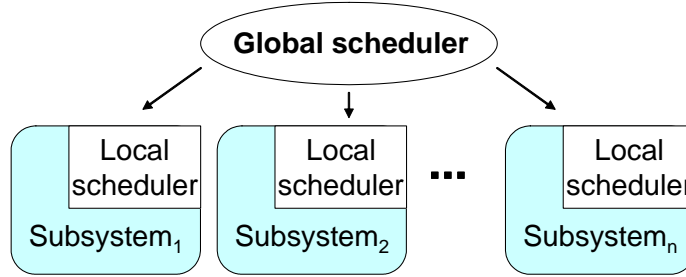 Global scheduler
Local
scheduler
Subsystem₁
Local
scheduler
Subsystem₂
...
Local
scheduler
Subsystemₙ